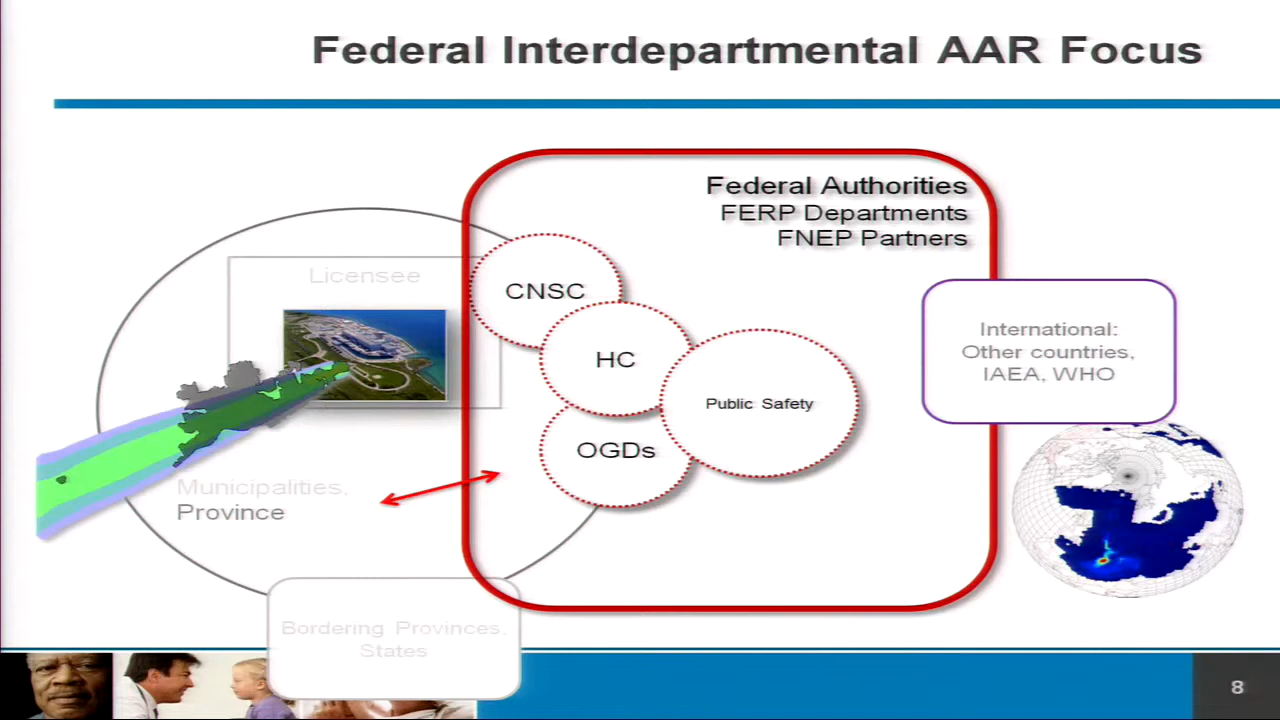 Federal Interdepartmental AAR Focus
Federal Authorities
FERP Departments
FNEP Partners
Licensee
CNSC
HC
Public Safety
OGDs
International:
Other countries,
IAEA, WHO
Municipalities,
Province
Bordering Provinces,
States
8